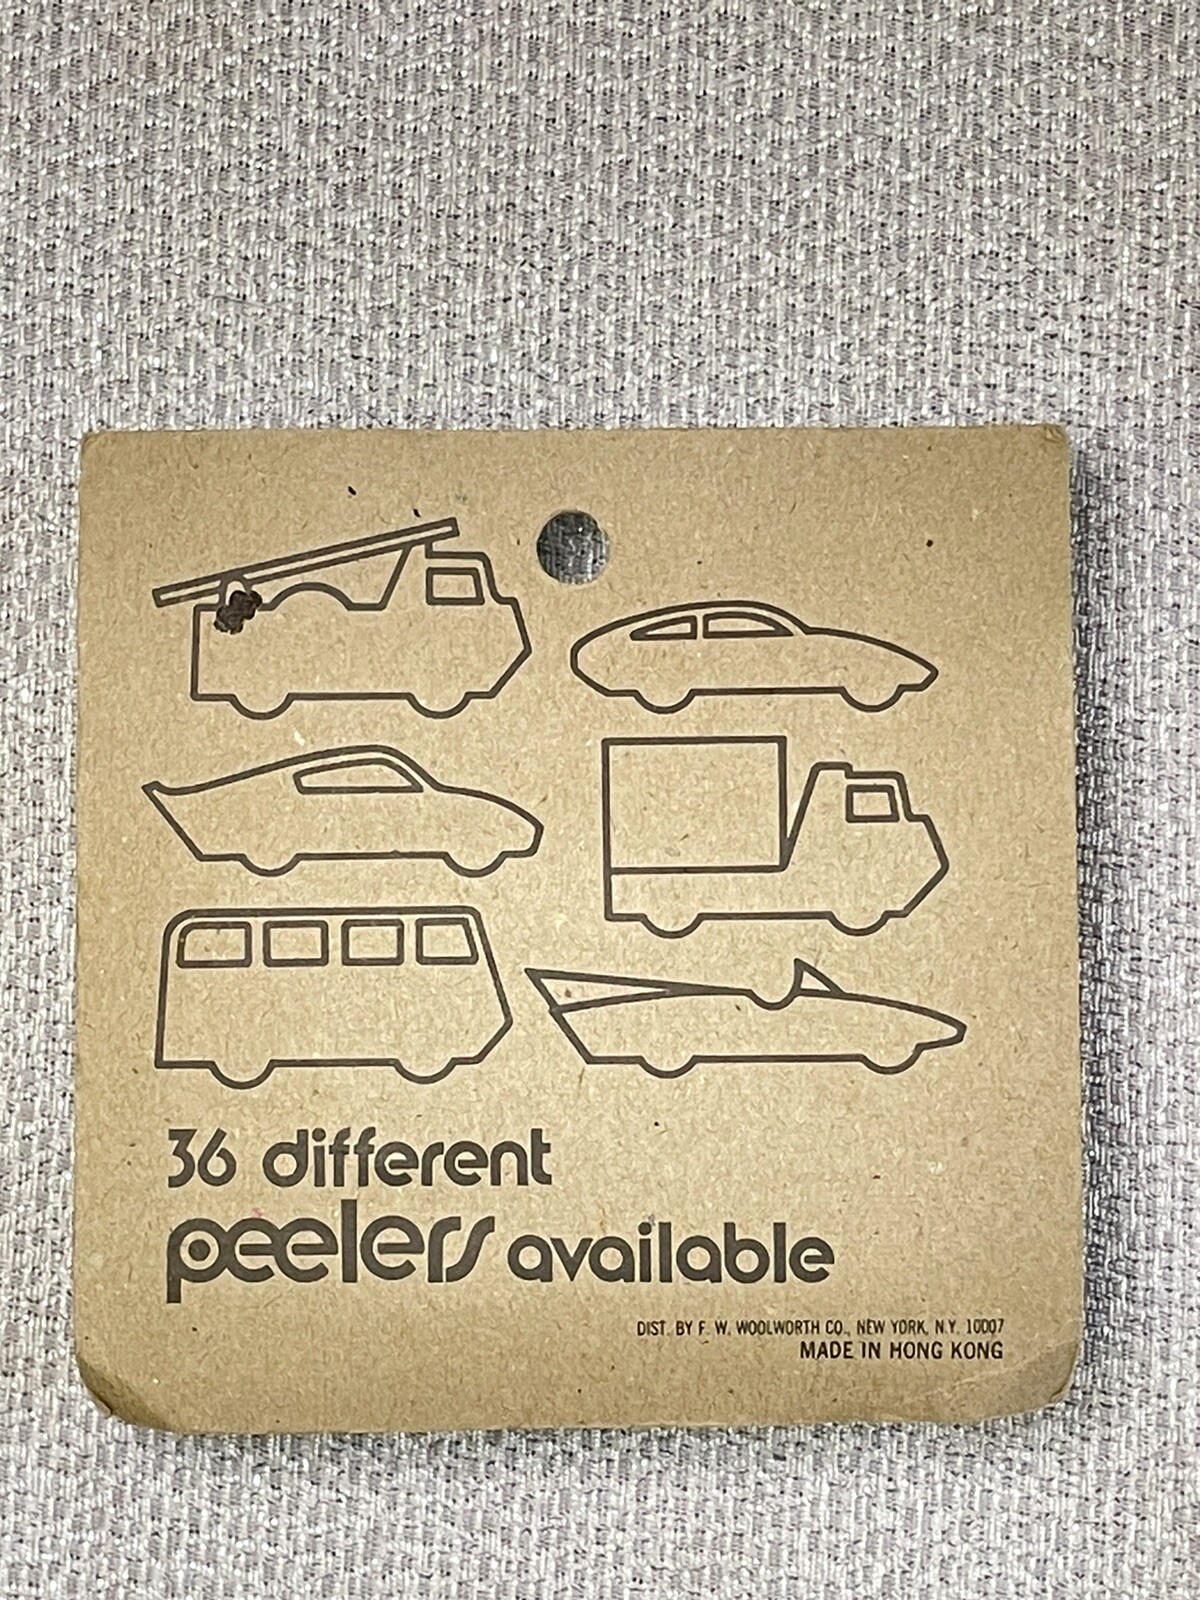 36 different
peelers available
DIST. BY F. W. WOOLWORTH CO., NEW YORK, N.Y. 10007
MADE IN HONG KONG